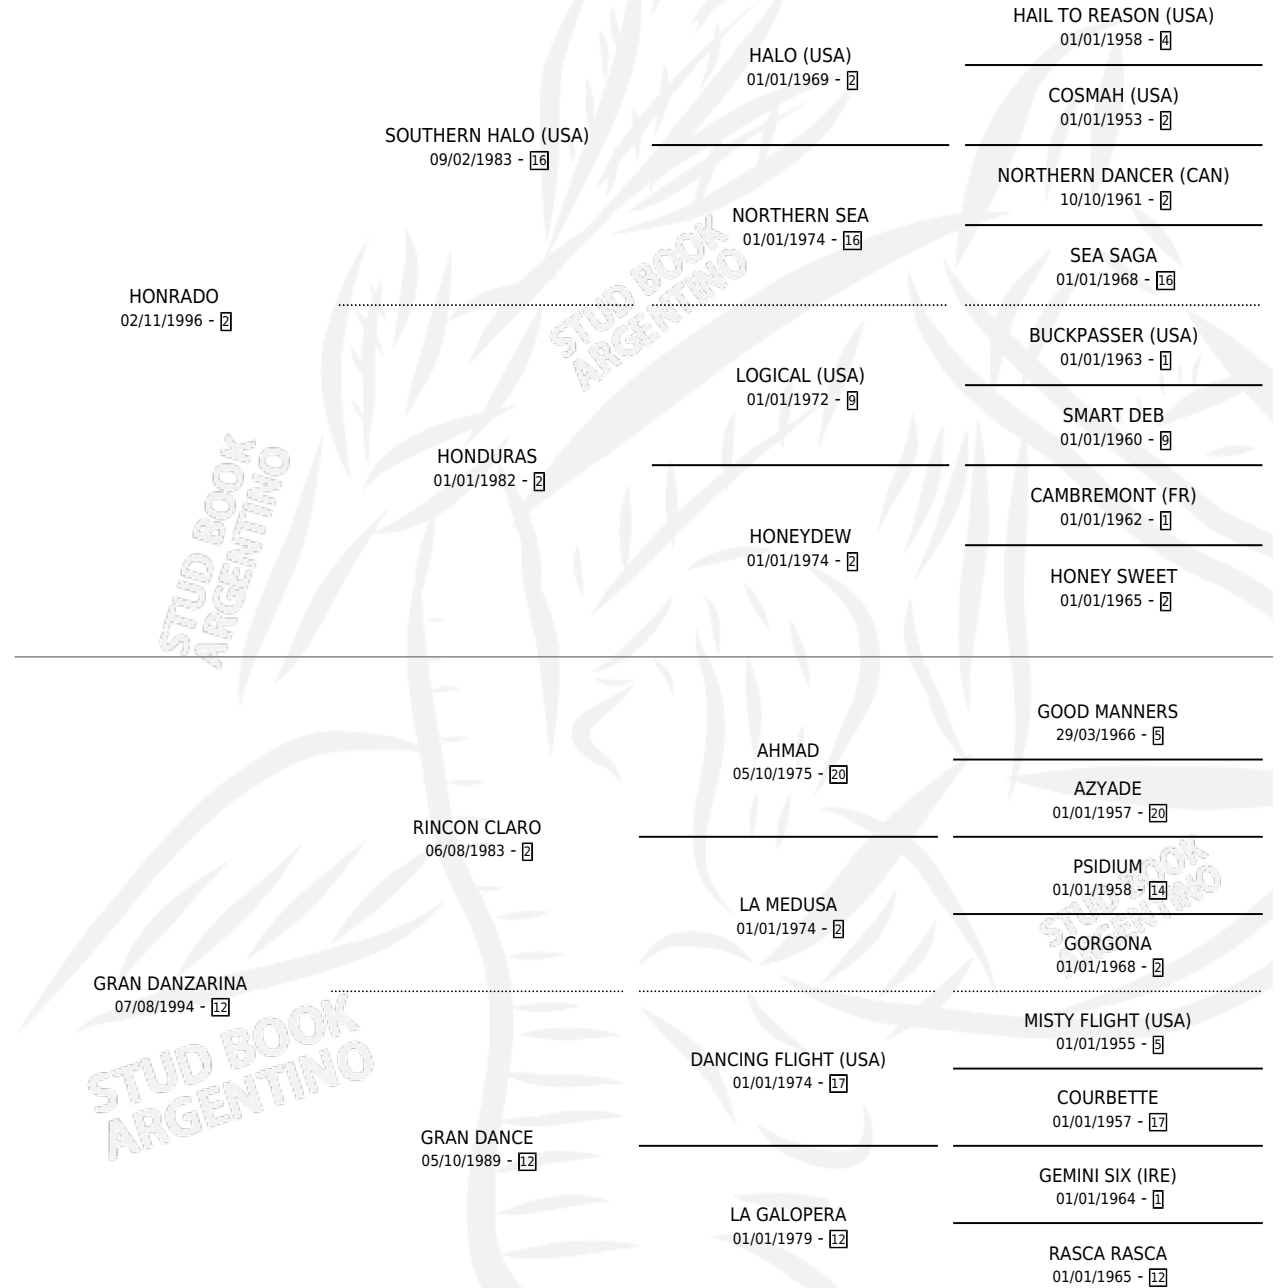 HAIL TO REASON (USA)
01/01/1958 - 4
HALO (USA)
01/01/1969 - 2
COSMAH (USA)
01/01/1953 - 2
SOUTHERN HALO (USA)
09/02/1983 - 16
NORTHERN DANCER (CAN)
10/10/1961 - 2
NORTHERN SEA
01/01/1974 - 16
SEA SAGA
01/01/1968 - 16
HONRADO
02/11/1996 - 2
BUCKPASSER (USA)
01/01/1963 - 1
LOGICAL (USA)
01/01/1972 - 9
SMART DEB
01/01/1960 - 9
HONDURAS
01/01/1982 - 2
CAMBREMONT (FR)
01/01/1962 - 1
HONEYDEW
01/01/1974 - 2
HONEY SWEET
01/01/1965 - 2
GOOD MANNERS
29/03/1966 - 5
AHMAD
05/10/1975 - 20
AZYADE
01/01/1957 - 20
RINCON CLARO
06/08/1983 - 2
PSIDIUM
01/01/1958 - 14
LA MEDUSA
01/01/1974 - 2
GORGONA
01/01/1968 - 2
GRAN DANZARINA
07/08/1994 - 12
MISTY FLIGHT (USA)
01/01/1955 - 5
DANCING FLIGHT (USA)
01/01/1974 - 17
COURBETTE
01/01/1957 - 17
GRAN DANCE
05/10/1989 - 12
GEMINI SIX (IRE)
01/01/1964 - 1
LA GALOPERA
01/01/1979 - 12
RASCA RASCA
01/01/1965 - 12
STUD BOOK
ARGENTINO
STUD BOOK
ARGENTINO
STUD BOOK
ARGENTINO
STUD BOOK
ARGENTINO